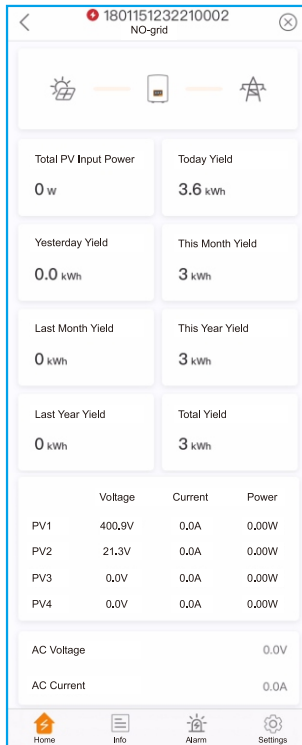 1801151232210002
NO-grid
Total PV Input Power
0 W
Today Yield
3.6 kWh
Yesterday Yield
0.0 kWh
This Month Yield
3 kWh
Last Month Yield
0 kWh
This Year Yield
3 kWh
Last Year Yield
0 kWh
Total Yield
3 kWh
Voltage Current Power
PV1 400.9V 0.0A 0.00W
PV2 21.3V 0.0A 0.00W
PV3 0.0V 0.0A 0.00W
PV4 0.0V 0.0A 0.00W
AC Voltage 0.0V
AC Current 0.0A
Home Info Alarm Settings